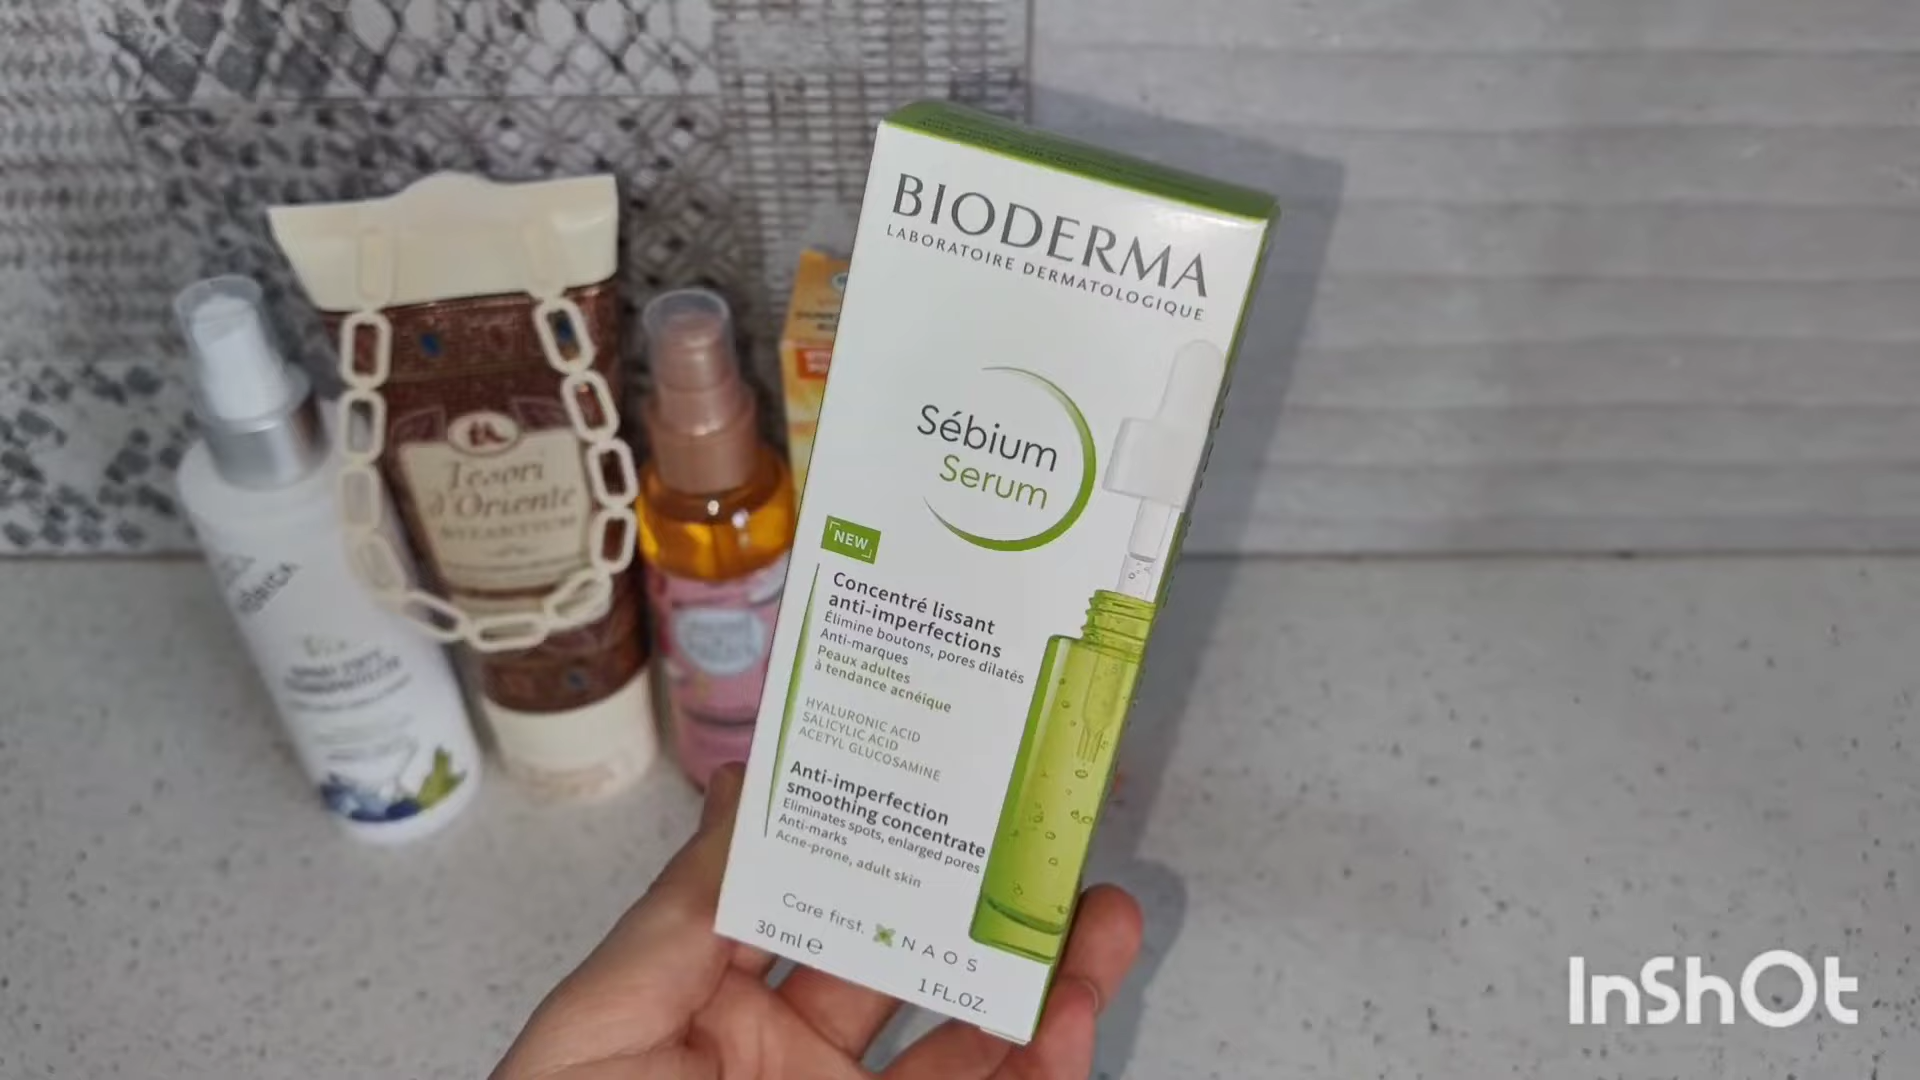 BIODERMA
LABORATOIRE DERMATOLOGIQUE
Sébium
Serum
NEW
Concentré lissant
anti-imperfections
Élimine boutons, pores dilatés
Anti-marques
Peaux adultes
à tendance acnéique
HYALURONIC ACID
SALICYLIC ACID
ACETYL GLUCOSAMINE
Anti-imperfection
smoothing concentrate
Eliminates spots, enlarged pores
Anti-marks
Acne-prone, adult skin
Care first.
NAOS
30 ml ℮
1 FL.OZ.
Tesori
d'Oriente
BYZANTIUM
InShOt